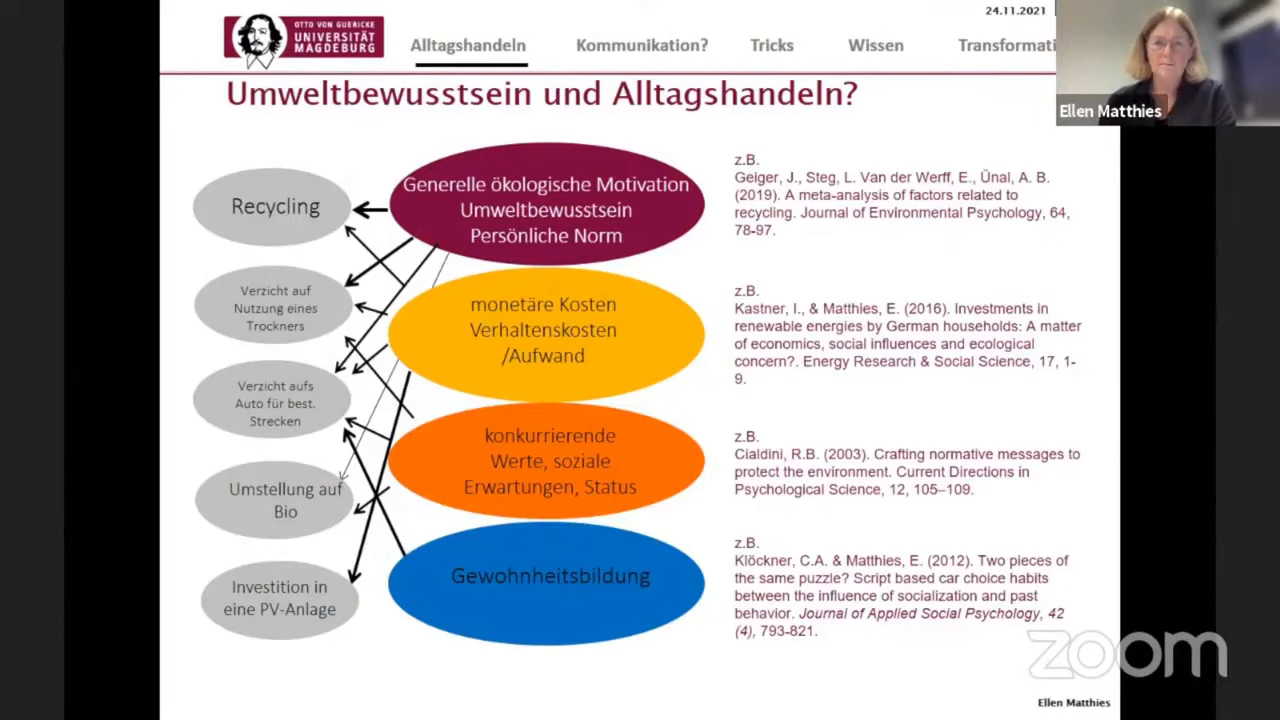 24.11.2021
OTTO VON GUERICKE
UNIVERSITÄT
MAGDEBURG
Alltagshandeln
Kommunikation?
Tricks
Wissen
Transformati
Ellen Matthies
Umweltbewusstsein und Alltagshandeln?
Recycling
Verzicht auf
Nutzung eines
Trockners
Verzicht aufs
Auto für best.
Strecken
Umstellung auf
Bio
Investition in
eine PV-Anlage
Generelle ökologische Motivation
Umweltbewusstsein
Persönliche Norm
monetäre Kosten
Verhaltenskosten
/Aufwand
konkurrierende
Werte, soziale
Erwartungen, Status
Gewohnheitsbildung
z.B.
Geiger, J., Steg, L. Van der Werff, E., Ünal, A. B.
(2019). A meta-analysis of factors related to
recycling. Journal of Environmental Psychology, 64,
78-97.
z.B.
Kastner, I., & Matthies, E. (2016). Investments in
renewable energies by German households: A matter
of economics, social influences and ecological
concern?. Energy Research & Social Science, 17, 1-
9.
z.B.
Cialdini, R.B. (2003). Crafting normative messages to
protect the environment. Current Directions in
Psychological Science, 12, 105–109.
z.B.
Klöckner, C.A. & Matthies, E. (2012). Two pieces of
the same puzzle? Script based car choice habits
between the influence of socialization and past
behavior. Journal of Applied Social Psychology, 42
(4), 793-821.
zoom
Ellen Matthies